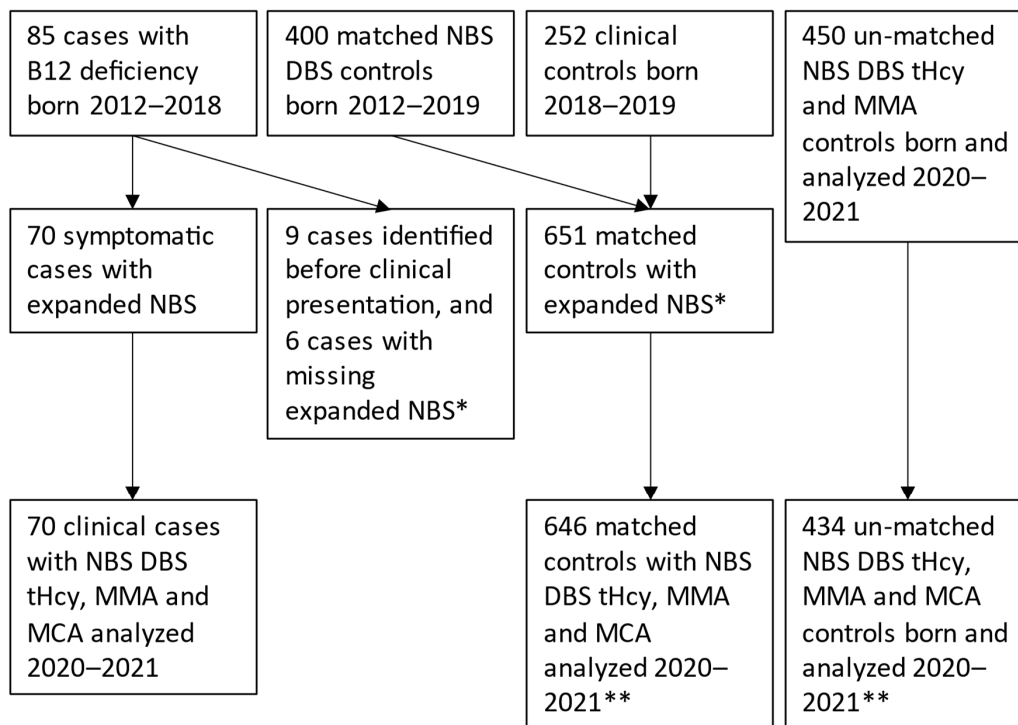 85 cases with
B12 deficiency
born 2012–2018
400 matched NBS
DBS controls
born 2012–2019
252 clinical
controls born
2018–2019
450 un-matched
NBS DBS tHcy
and MMA
controls born and
analyzed 2020–
2021
70 symptomatic
cases with
expanded NBS
9 cases identified
before clinical
presentation, and
6 cases with
missing
expanded NBS*
651 matched
controls with
expanded NBS*
70 clinical cases
with NBS DBS
tHcy, MMA and
MCA analyzed
2020–2021
646 matched
controls with NBS
DBS tHcy, MMA
and MCA
analyzed 2020–
2021**
434 un-matched
NBS DBS tHcy,
MMA and MCA
controls born and
analyzed 2020–
2021**